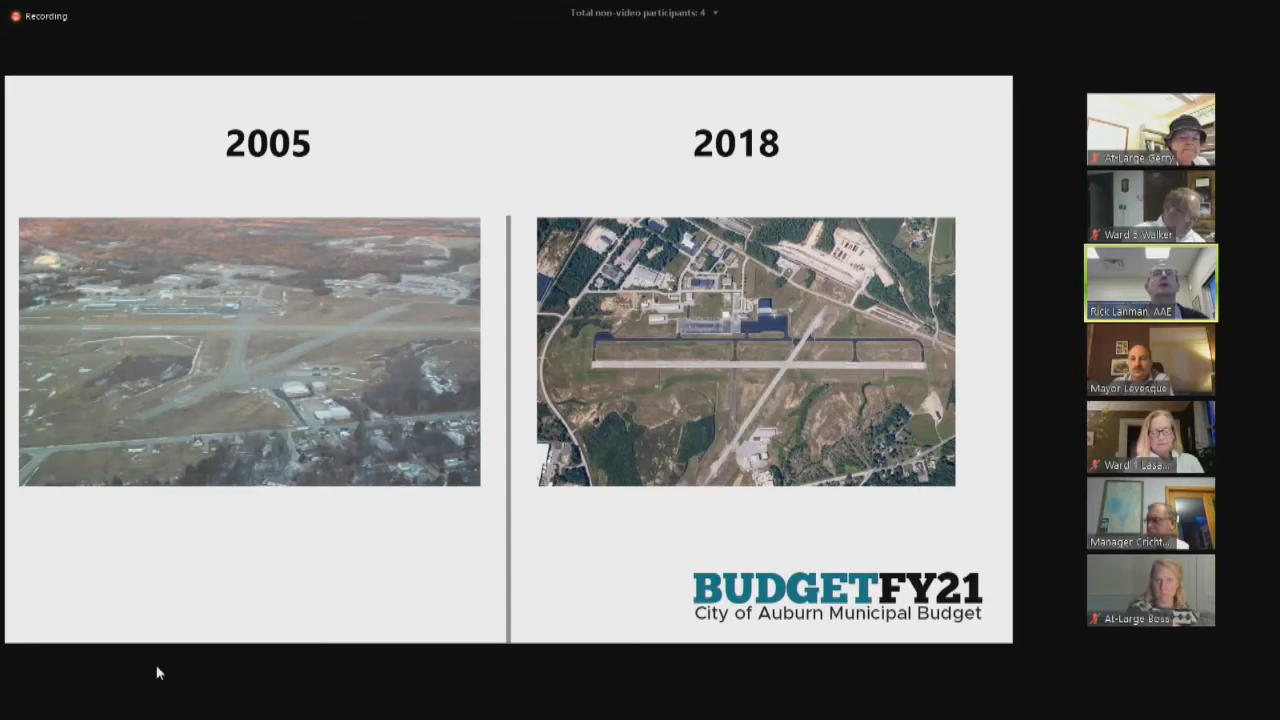 Recording
Total non-video participants: 4
2005
2018
BUDGETFY21
City of Auburn Municipal Budget
At-Large Gerry
Ward 5 Walker
Rick Lanman, AAE
Mayor Levesque
Ward 1 Lasa...
Manager Cricht...
At-Large Boss